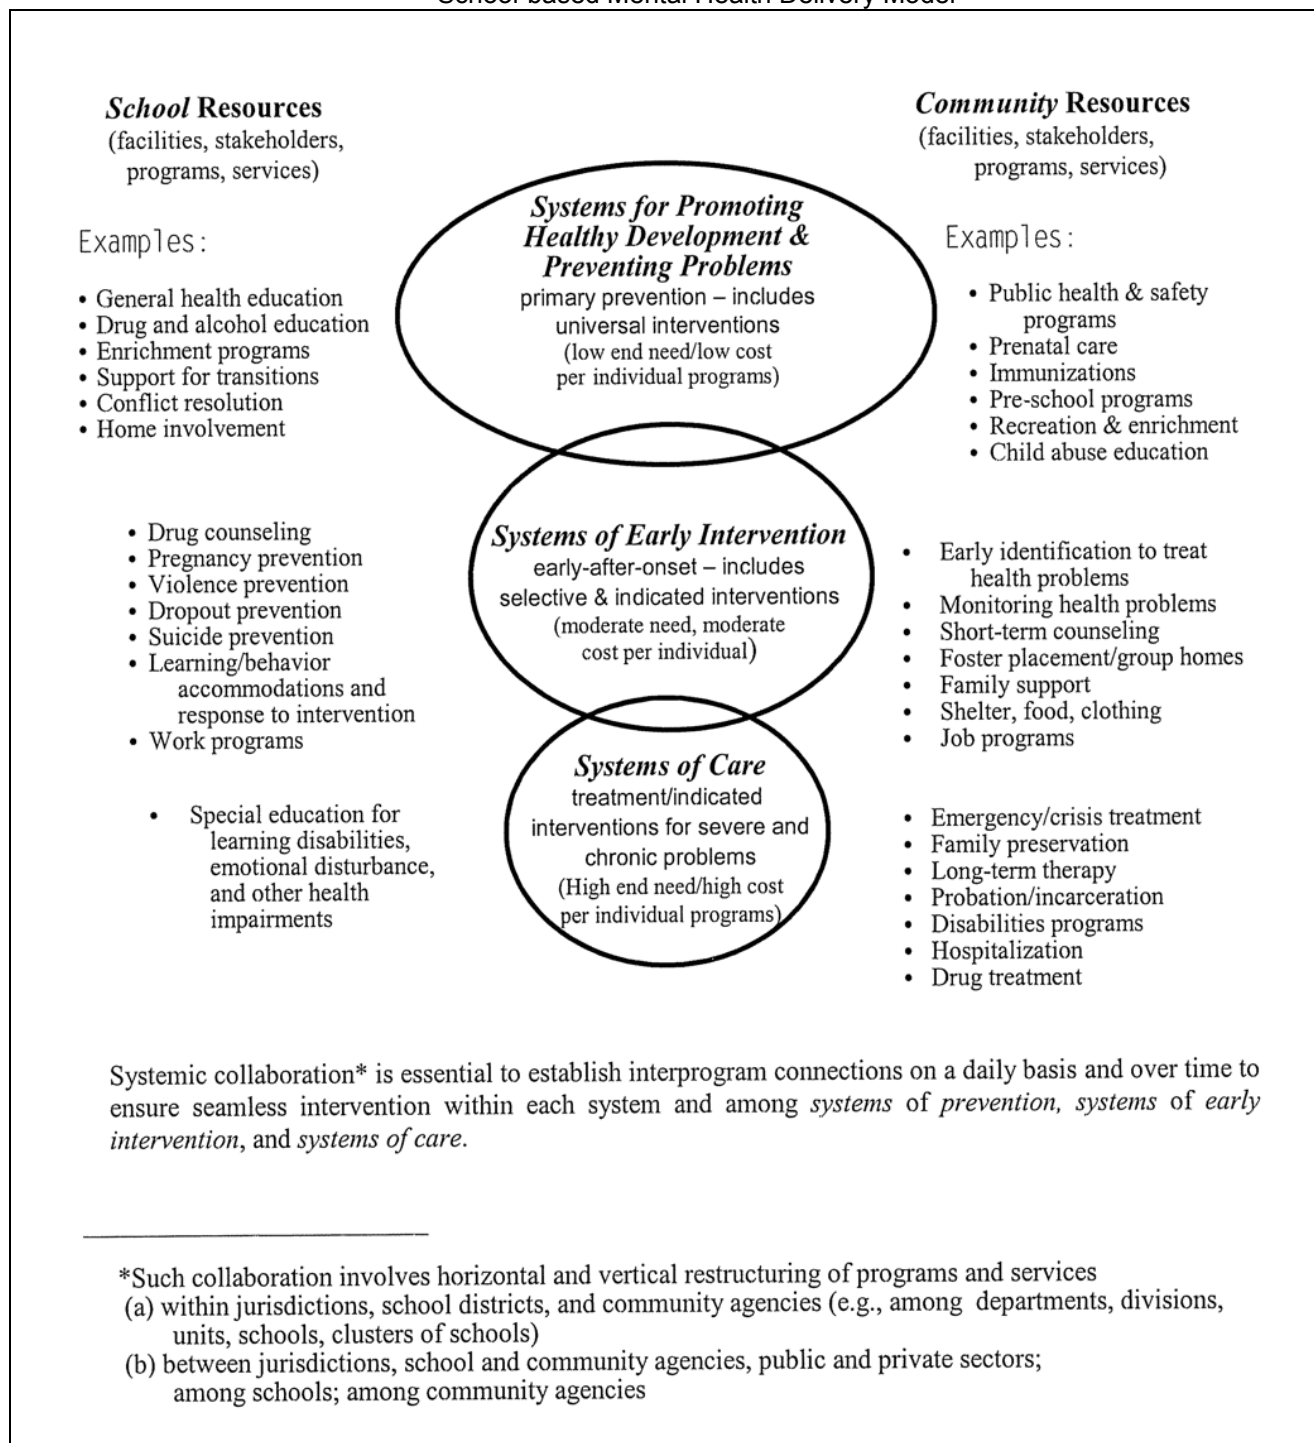 School-based Mental Health Delivery Model
School Resources
(facilities, stakeholders,
programs, services)
Examples:
• General health education
• Drug and alcohol education
• Enrichment programs
• Support for transitions
• Conflict resolution
• Home involvement
• Drug counseling
• Pregnancy prevention
• Violence prevention
• Dropout prevention
• Suicide prevention
• Learning/behavior
accommodations and
response to intervention
• Work programs
• Special education for
learning disabilities,
emotional disturbance,
and other health
impairments
Systems for Promoting
Healthy Development &
Preventing Problems
primary prevention – includes
universal interventions
(low end need/low cost
per individual programs)
Systems of Early Intervention
early-after-onset – includes
selective & indicated interventions
(moderate need, moderate
cost per individual)
Systems of Care
treatment/indicated
interventions for severe and
chronic problems
(High end need/high cost
per individual programs)
Community Resources
(facilities, stakeholders,
programs, services)
Examples:
• Public health & safety
programs
• Prenatal care
• Immunizations
• Pre-school programs
• Recreation & enrichment
• Child abuse education
• Early identification to treat
health problems
• Monitoring health problems
• Short-term counseling
• Foster placement/group homes
• Family support
• Shelter, food, clothing
• Job programs
• Emergency/crisis treatment
• Family preservation
• Long-term therapy
• Probation/incarceration
• Disabilities programs
• Hospitalization
• Drug treatment
Systemic collaboration* is essential to establish interprogram connections on a daily basis and over time to
ensure seamless intervention within each system and among systems of prevention, systems of early
intervention, and systems of care.
*Such collaboration involves horizontal and vertical restructuring of programs and services
(a) within jurisdictions, school districts, and community agencies (e.g., among departments, divisions,
units, schools, clusters of schools)
(b) between jurisdictions, school and community agencies, public and private sectors;
among schools; among community agencies